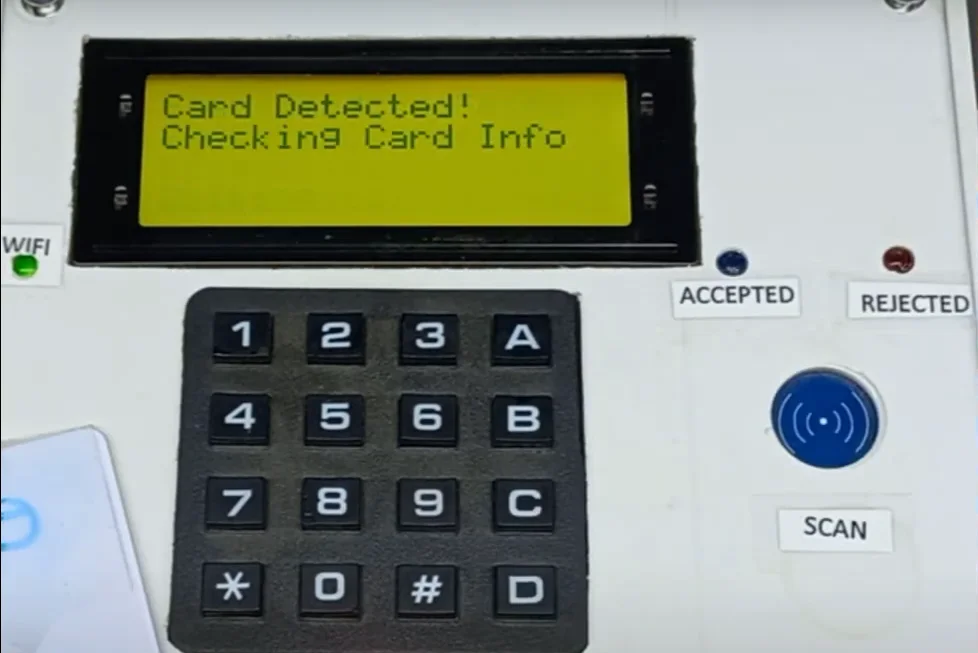 Card Detected!
Checking Card Info
WIFI
ACCEPTED
REJECTED
1 2 3 A
4 5 6 B
7 8 9 C
* 0 # D
SCAN